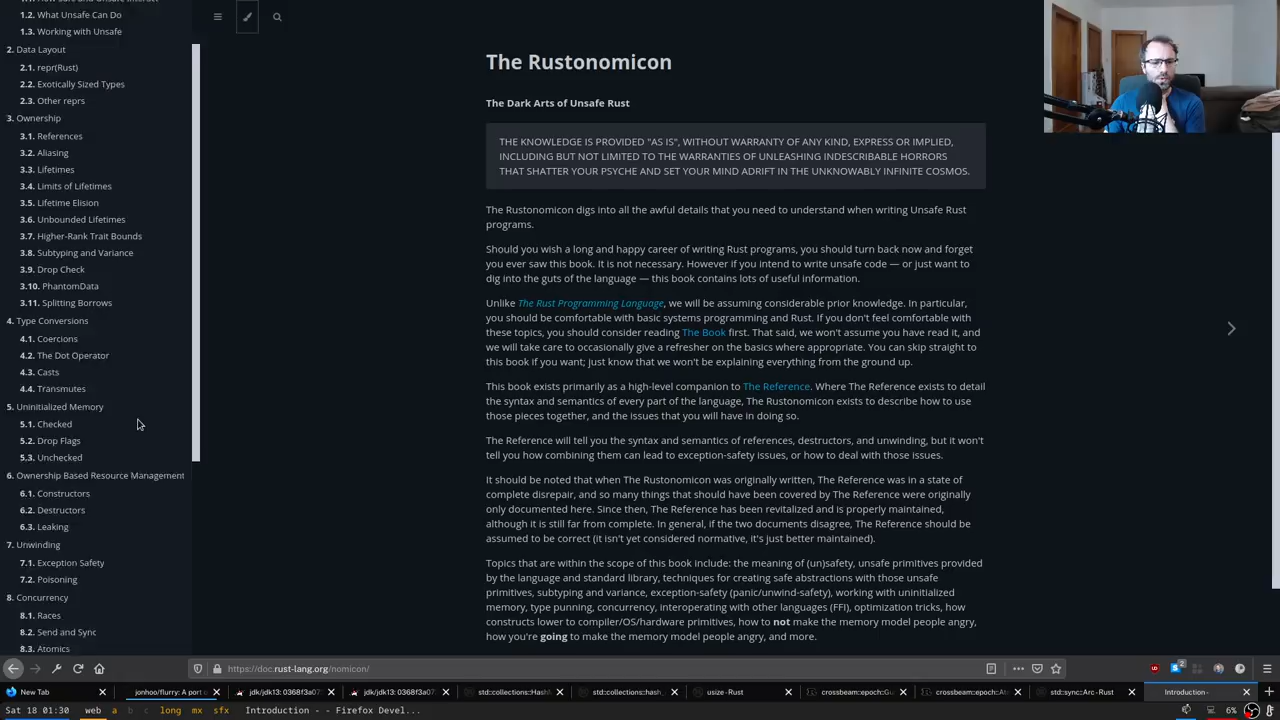 1.2. What Unsafe Can Do
1.3. Working with Unsafe
2. Data Layout
2.1. repr(Rust)
2.2. Exotically Sized Types
2.3. Other reprs
3. Ownership
3.1. References
3.2. Aliasing
3.3. Lifetimes
3.4. Limits of Lifetimes
3.5. Lifetime Elision
3.6. Unbounded Lifetimes
3.7. Higher-Rank Trait Bounds
3.8. Subtyping and Variance
3.9. Drop Check
3.10. PhantomData
3.11. Splitting Borrows
4. Type Conversions
4.1. Coercions
4.2. The Dot Operator
4.3. Casts
4.4. Transmutes
5. Uninitialized Memory
5.1. Checked
5.2. Drop Flags
5.3. Unchecked
6. Ownership Based Resource Management
6.1. Constructors
6.2. Destructors
6.3. Leaking
7. Unwinding
7.1. Exception Safety
7.2. Poisoning
8. Concurrency
8.1. Races
8.2. Send and Sync
8.3. Atomics
The Rustonomicon
The Dark Arts of Unsafe Rust
THE KNOWLEDGE IS PROVIDED "AS IS", WITHOUT WARRANTY OF ANY KIND, EXPRESS OR IMPLIED,
INCLUDING BUT NOT LIMITED TO THE WARRANTIES OF UNLEASHING INDESCRIBABLE HORRORS
THAT SHATTER YOUR PSYCHE AND SET YOUR MIND ADRIFT IN THE UNKNOWABLY INFINITE COSMOS.
The Rustonomicon digs into all the awful details that you need to understand when writing Unsafe Rust
programs.
Should you wish a long and happy career of writing Rust programs, you should turn back now and forget
you ever saw this book. It is not necessary. However if you intend to write unsafe code — or just want to
dig into the guts of the language — this book contains lots of useful information.
Unlike The Rust Programming Language, we will be assuming considerable prior knowledge. In particular,
you should be comfortable with basic systems programming and Rust. If you don't feel comfortable with
these topics, you should consider reading The Book first. That said, we won't assume you have read it, and
we will take care to occasionally give a refresher on the basics where appropriate. You can skip straight to
this book if you want; just know that we won't be explaining everything from the ground up.
This book exists primarily as a high-level companion to The Reference. Where The Reference exists to detail
the syntax and semantics of every part of the language, The Rustonomicon exists to describe how to use
those pieces together, and the issues that you will have in doing so.
The Reference will tell you the syntax and semantics of references, destructors, and unwinding, but it won't
tell you how combining them can lead to exception-safety issues, or how to deal with those issues.
It should be noted that when The Rustonomicon was originally written, The Reference was in a state of
complete disrepair, and so many things that should have been covered by The Reference were originally
only documented here. Since then, The Reference has been revitalized and is properly maintained,
although it is still far from complete. In general, if the two documents disagree, The Reference should be
assumed to be correct (it isn't yet considered normative, it's just better maintained).
Topics that are within the scope of this book include: the meaning of (un)safety, unsafe primitives provided
by the language and standard library, techniques for creating safe abstractions with those unsafe
primitives, subtyping and variance, exception-safety (panic/unwind-safety), working with uninitialized
memory, type punning, concurrency, interoperating with other languages (FFI), optimization tricks, how
constructs lower to compiler/OS/hardware primitives, how to not make the memory model people angry,
how you're going to make the memory model people angry, and more.
https://doc.rust-lang.org/nomicon/
2
New Tab
jonhoo/flurry: A port o
jdk/jdk13: 0368f3a07
jdk/jdk13: 0368f3a07
std::collections::Hash
std::collections::hash_
usize - Rust
crossbeam::epoch::Gu
crossbeam::epoch::At
std::sync::Arc - Rust
Introduction -
Sat 18 01:30 web a b c long mx sfx Introduction - - Firefox Devel...
6%